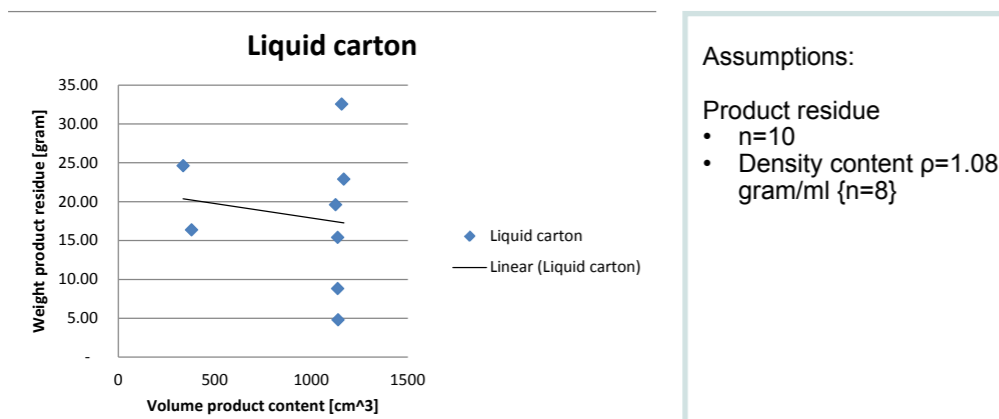 Liquid carton
35.00
30.00
25.00
20.00
15.00
10.00
5.00
-
0
500
1000
1500
Weight product residue [gram]
Volume product content [cm^3]
Liquid carton
Linear (Liquid carton)
Assumptions:
Product residue
• n=10
• Density content ρ=1.08
gram/ml {n=8}